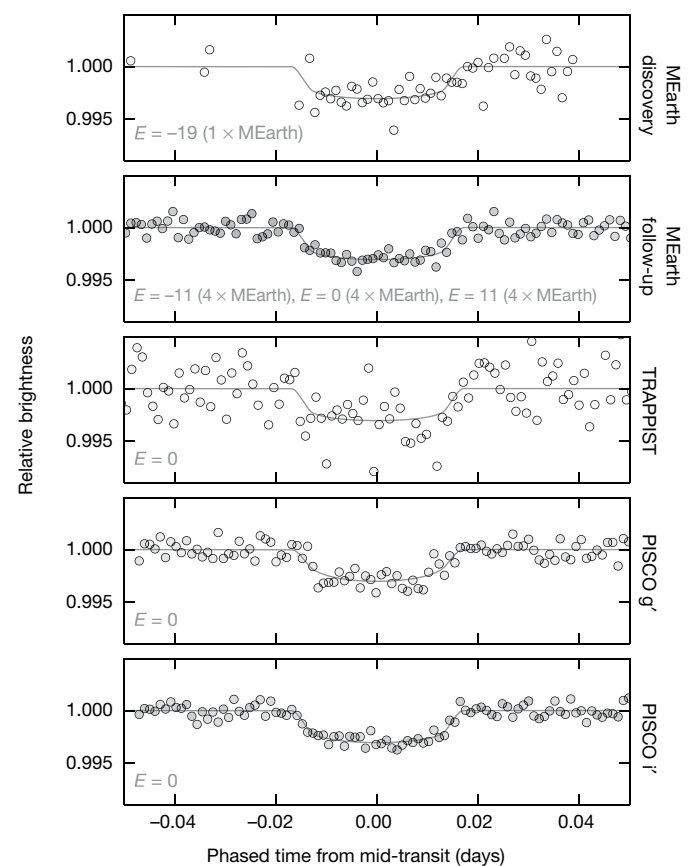 1.000
0.995
E = –19 (1 × MEarth)
MEarth
discovery
1.000
0.995
E = –11 (4 × MEarth), E = 0 (4 × MEarth), E = 11 (4 × MEarth)
MEarth
follow-up
Relative brightness
1.000
0.995
E = 0
TRAPPIST
1.000
0.995
E = 0
PISCO g′
1.000
0.995
E = 0
PISCO i′
–0.04 –0.02 0.00 0.02 0.04
Phased time from mid-transit (days)